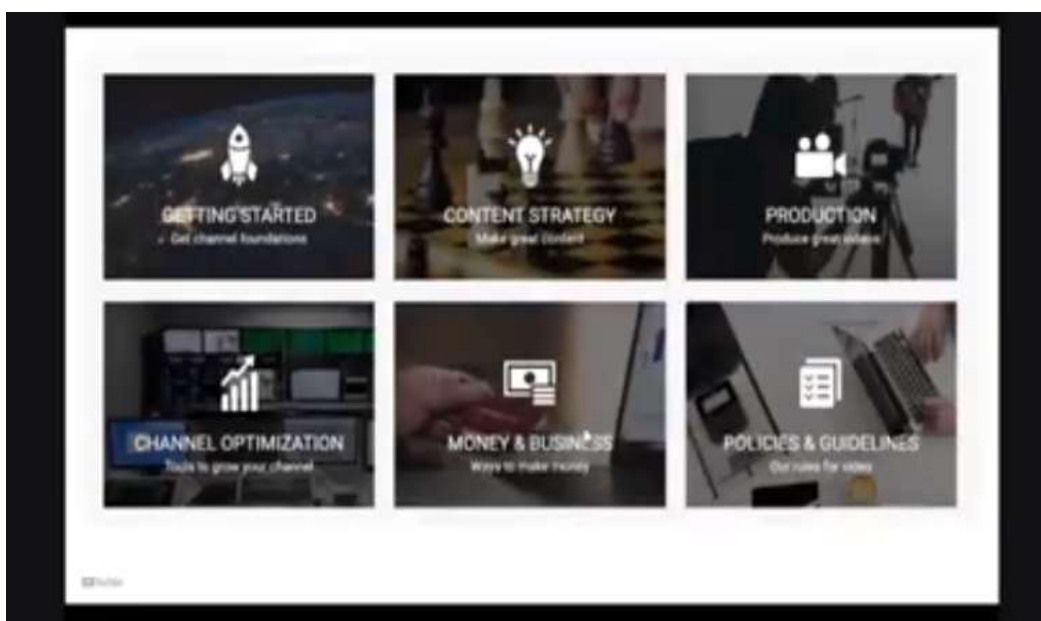 GETTING STARTED
Get channel foundations
CONTENT STRATEGY
Make great content
PRODUCTION
Produce great videos
CHANNEL OPTIMIZATION
Tools to grow your channel
MONEY & BUSINESS
Ways to make money
POLICIES & GUIDELINES
Our rules for video
YouTube